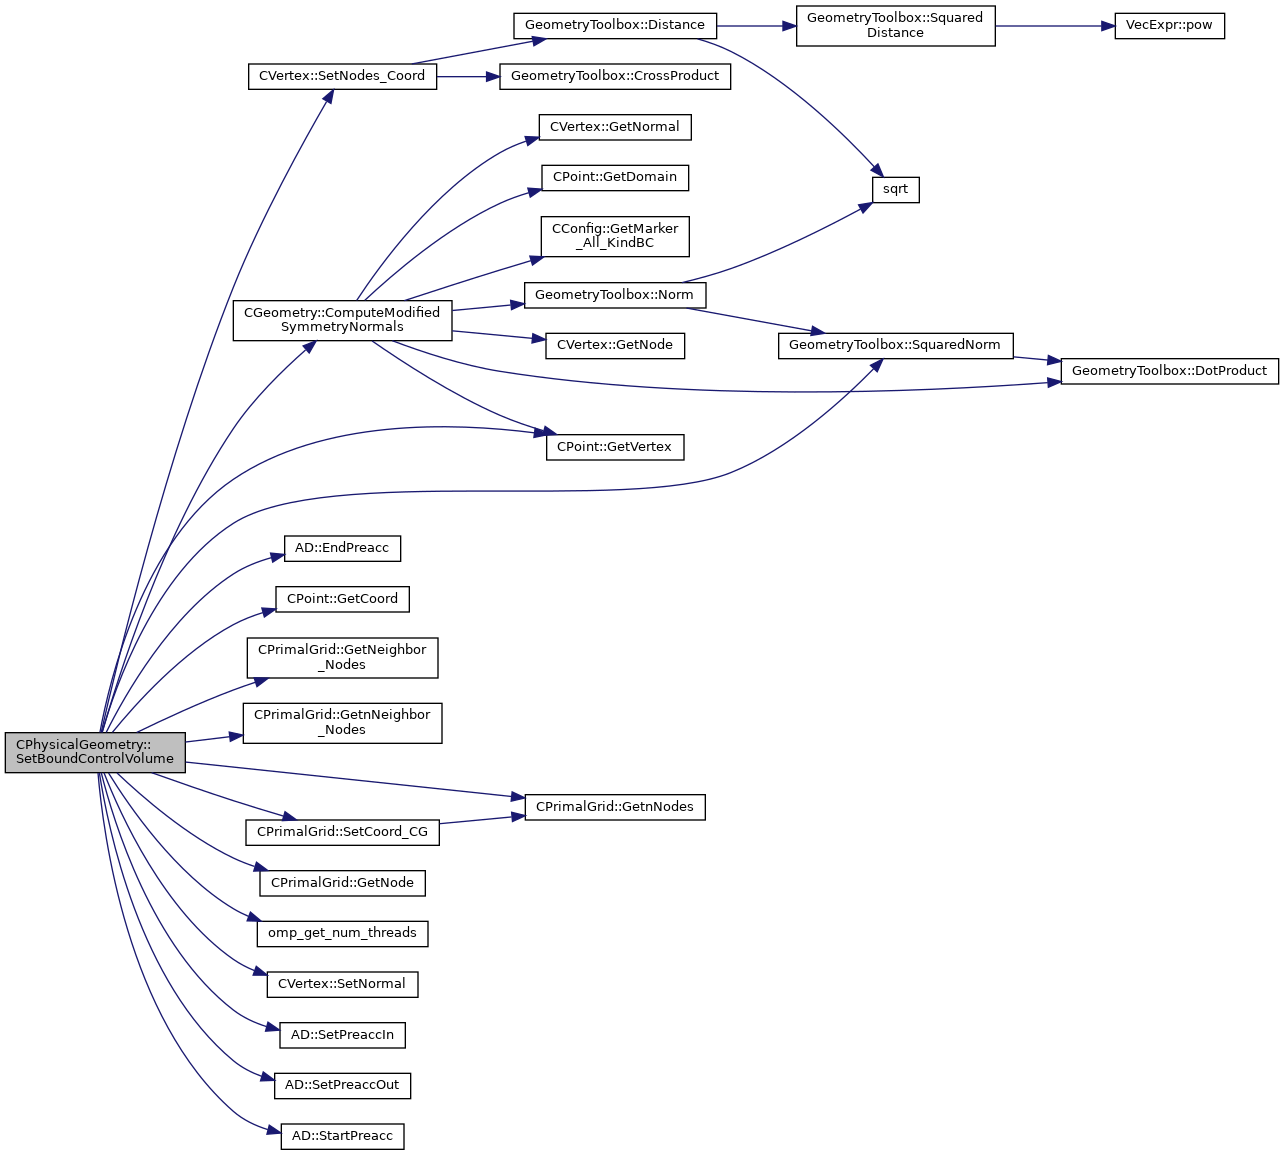 GeometryToolbox::Distance
GeometryToolbox::Squared
Distance
VecExpr::pow
CVertex::SetNodes_Coord
GeometryToolbox::CrossProduct
CVertex::GetNormal
CPoint::GetDomain
sqrt
CConfig::GetMarker
_All_KindBC
GeometryToolbox::Norm
CGeometry::ComputeModified
SymmetryNormals
CVertex::GetNode
GeometryToolbox::SquaredNorm
GeometryToolbox::DotProduct
CPoint::GetVertex
AD::EndPreacc
CPoint::GetCoord
CPrimalGrid::GetNeighbor
_Nodes
CPrimalGrid::GetnNeighbor
_Nodes
CPhysicalGeometry::
SetBoundControlVolume
CPrimalGrid::GetnNodes
CPrimalGrid::SetCoord_CG
CPrimalGrid::GetNode
omp_get_num_threads
CVertex::SetNormal
AD::SetPreaccIn
AD::SetPreaccOut
AD::StartPreacc